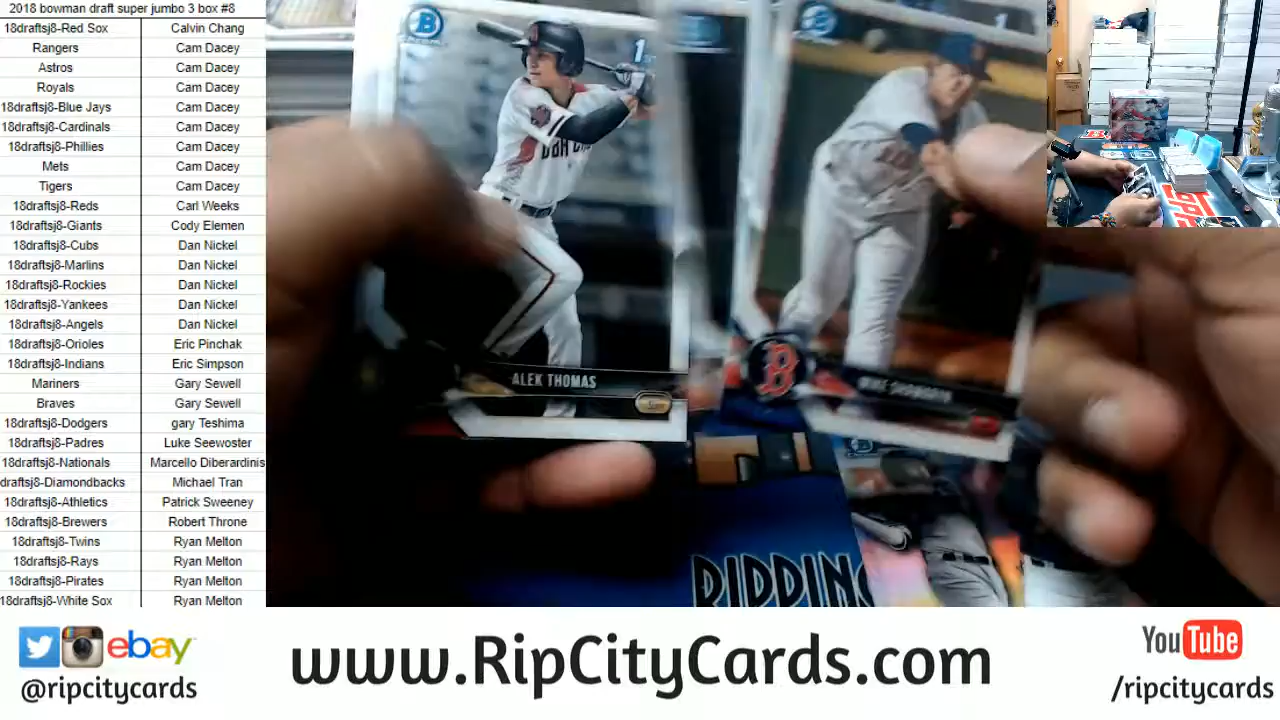 2018 bowman draft super jumbo 3 box #8
18draftsj8-Red Sox Calvin Chang
Rangers Cam Dacey
Astros Cam Dacey
Royals Cam Dacey
18draftsj8-Blue Jays Cam Dacey
18draftsj8-Cardinals Cam Dacey
18draftsj8-Phillies Cam Dacey
Mets Cam Dacey
Tigers Cam Dacey
18draftsj8-Reds Carl Weeks
18draftsj8-Giants Cody Elemen
18draftsj8-Cubs Dan Nickel
18draftsj8-Marlins Dan Nickel
18draftsj8-Rockies Dan Nickel
18draftsj8-Yankees Dan Nickel
18draftsj8-Angels Dan Nickel
18draftsj8-Orioles Eric Pinchak
18draftsj8-Indians Eric Simpson
Mariners Gary Sewell
Braves Gary Sewell
18draftsj8-Dodgers gary Teshima
18draftsj8-Padres Luke Seewoster
18draftsj8-Nationals Marcello Diberardinis
draftsj8-Diamondbacks Michael Tran
18draftsj8-Athletics Patrick Sweeney
18draftsj8-Brewers Robert Throne
18draftsj8-Twins Ryan Melton
18draftsj8-Rays Ryan Melton
18draftsj8-Pirates Ryan Melton
18draftsj8-White Sox Ryan Melton
ALEK THOMAS
B
RIPPING
ebay
@ripcitycards
www.RipCityCards.com
YouTube
/ripcitycards